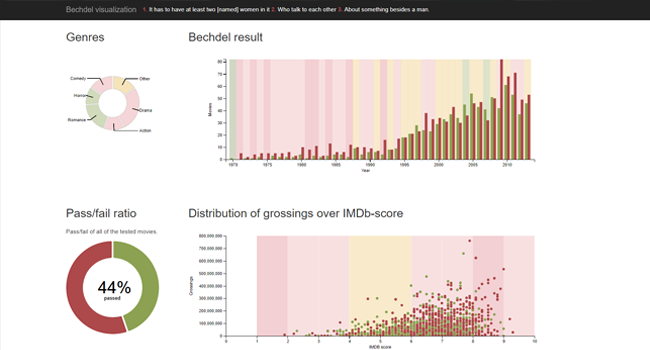 Bechdel visualization 1. It has to have at least two [named] women in it 2. Who talk to each other 3. About something besides a man.
Genres
Comedy
Other
Horror
Drama
Romance
Action
Bechdel result
Movies
80
70
60
50
40
30
20
10
0
1970 1975 1980 1985 1990 1995 2000 2005 2010
Year
Pass/fail ratio
Pass/fail of all of the tested movies.
44%
passed
Distribution of grossings over IMDb-score
Grossings
800,000,000
700,000,000
600,000,000
500,000,000
400,000,000
300,000,000
200,000,000
100,000,000
0 1 2 3 4 5 6 7 8 9 10
IMDB score